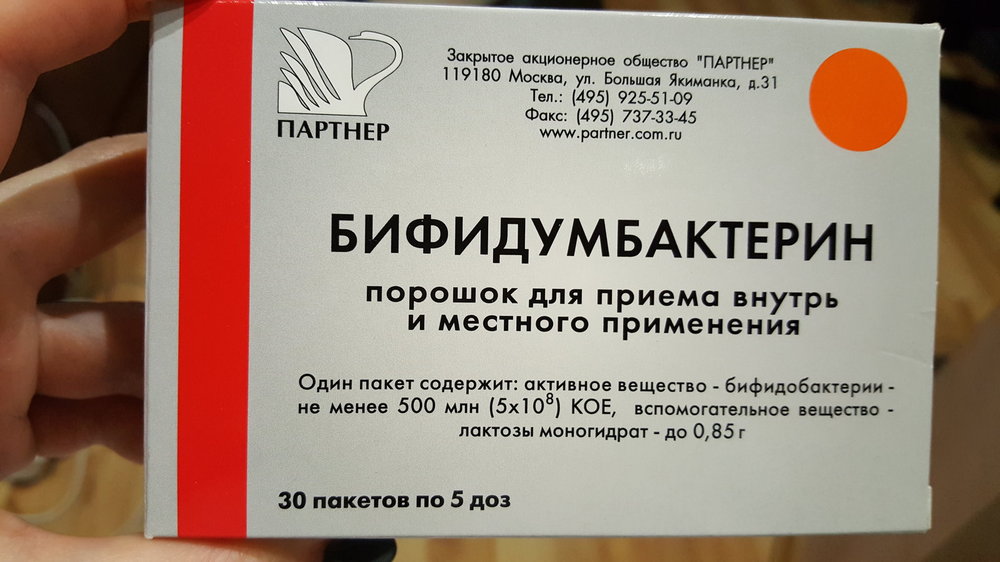 ПАРТНЕР
Закрытое акционерное общество "ПАРТНЕР"
119180 Москва, ул. Большая Якиманка, д.31
Тел.: (495) 925-51-09
Факс: (495) 737-33-45
www.partner.com.ru
БИФИДУМБАКТЕРИН
порошок для приема внутрь
и местного применения
Один пакет содержит: активное вещество - бифидобактерии -
не менее 500 млн (5х10⁸) КОЕ, вспомогательное вещество -
лактозы моногидрат - до 0,85 г
30 пакетов по 5 доз